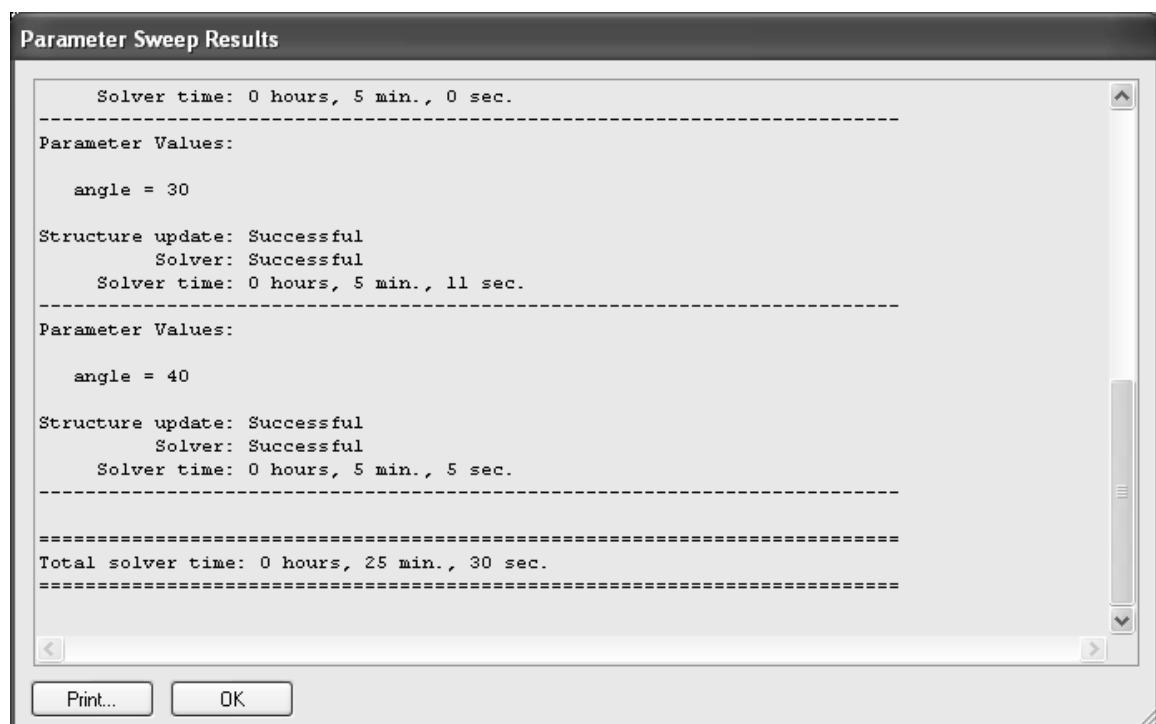 Parameter Sweep Results
Solver time: 0 hours, 5 min., 0 sec.
--------------------------------------------------------------------------
Parameter Values:
angle = 30
Structure update: Successful
Solver: Successful
Solver time: 0 hours, 5 min., 11 sec.
--------------------------------------------------------------------------
Parameter Values:
angle = 40
Structure update: Successful
Solver: Successful
Solver time: 0 hours, 5 min., 5 sec.
--------------------------------------------------------------------------
==========================================================================
Total solver time: 0 hours, 25 min., 30 sec.
==========================================================================
Print... OK